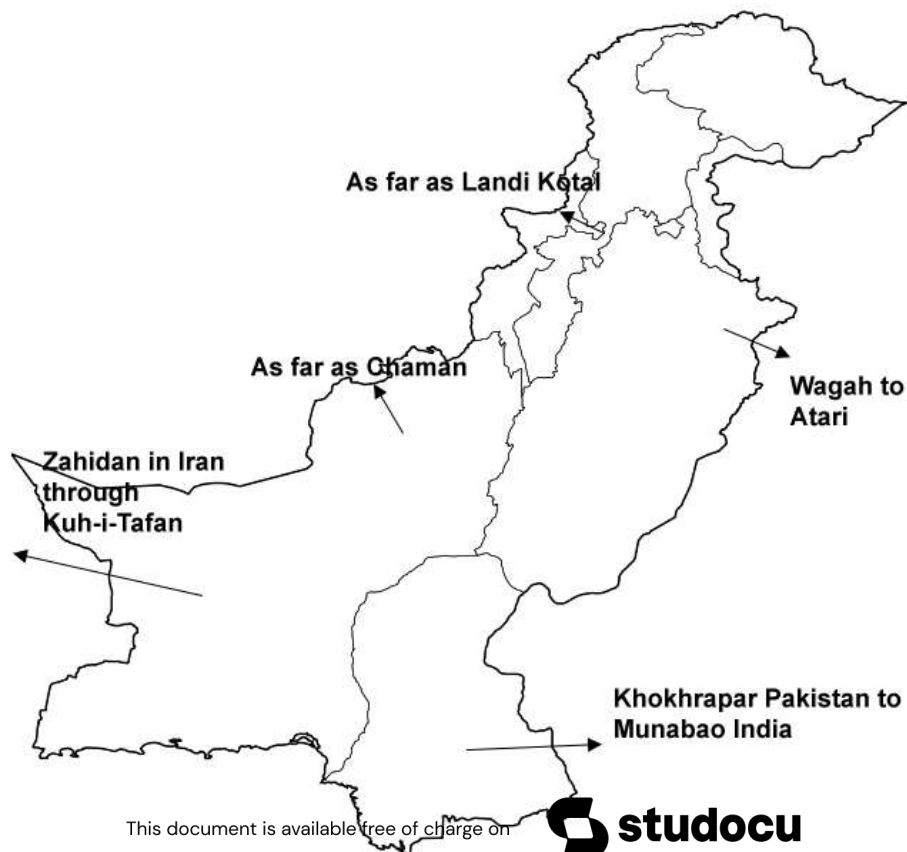 As far as Landi Kotal
As far as Chaman
Wagah to
Atari
Zahidan in Iran
through
Kuh-i-Tafan
Khokhrapar Pakistan to
Munabao India
This document is available free of charge on
studocu